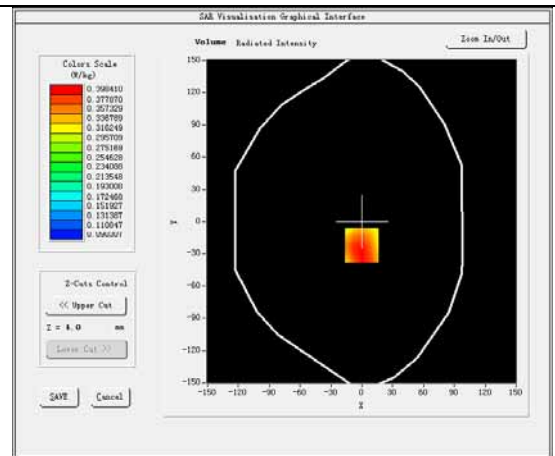 SAR Visualisation Graphical Interface
Volume Radiated Intensity
Zoom In/Out
Colors Scale
(W/kg)
0.398410
0.377870
0.357329
0.336789
0.316249
0.295709
0.275169
0.254628
0.234088
0.213548
0.193008
0.172468
0.151927
0.131387
0.110847
0.090307
Z-Cuts Control
<< Upper Cut
Z = 4.0 mm
Lower Cut >>
SAVE
Cancel
150
120
90
60
30
0
-30
-60
-90
-120
-150
Y
-150 -120 -90 -60 -30 0 30 60 90 120 150
X